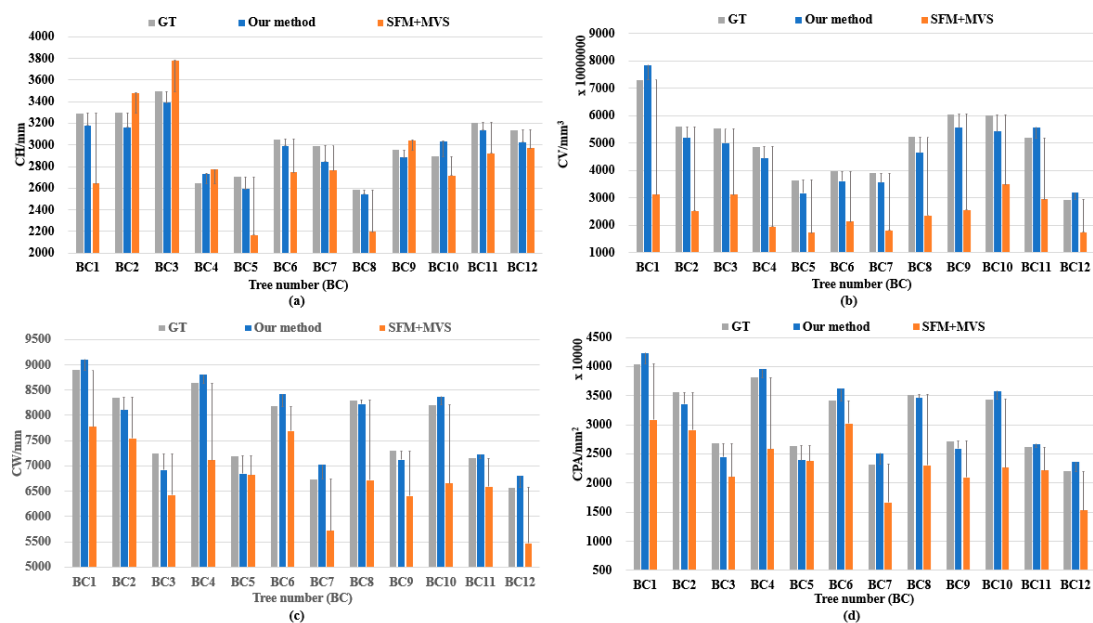 GT Our method SFM+MVS
4000
3800
3600
3400
3200
3000
2800
2600
2400
2200
2000
CH/mm
BC1 BC2 BC3 BC4 BC5 BC6 BC7 BC8 BC9 BC10 BC11 BC12
Tree number (BC)
(a)
GT Our method SFM+MVS
x 10000000
9000
8000
7000
6000
5000
4000
3000
2000
1000
CV/mm³
BC1 BC2 BC3 BC4 BC5 BC6 BC7 BC8 BC9 BC10 BC11 BC12
Tree number (BC)
(b)
GT Our method SFM+MVS
9500
9000
8500
8000
7500
7000
6500
6000
5500
5000
CW/mm
BC1 BC2 BC3 BC4 BC5 BC6 BC7 BC8 BC9 BC10 BC11 BC12
Tree number (BC)
(c)
GT Our method SFM+MVS
x 10000
4500
4000
3500
3000
2500
2000
1500
1000
500
CPA/mm²
BC1 BC2 BC3 BC4 BC5 BC6 BC7 BC8 BC9 BC10 BC11 BC12
Tree number (BC)
(d)